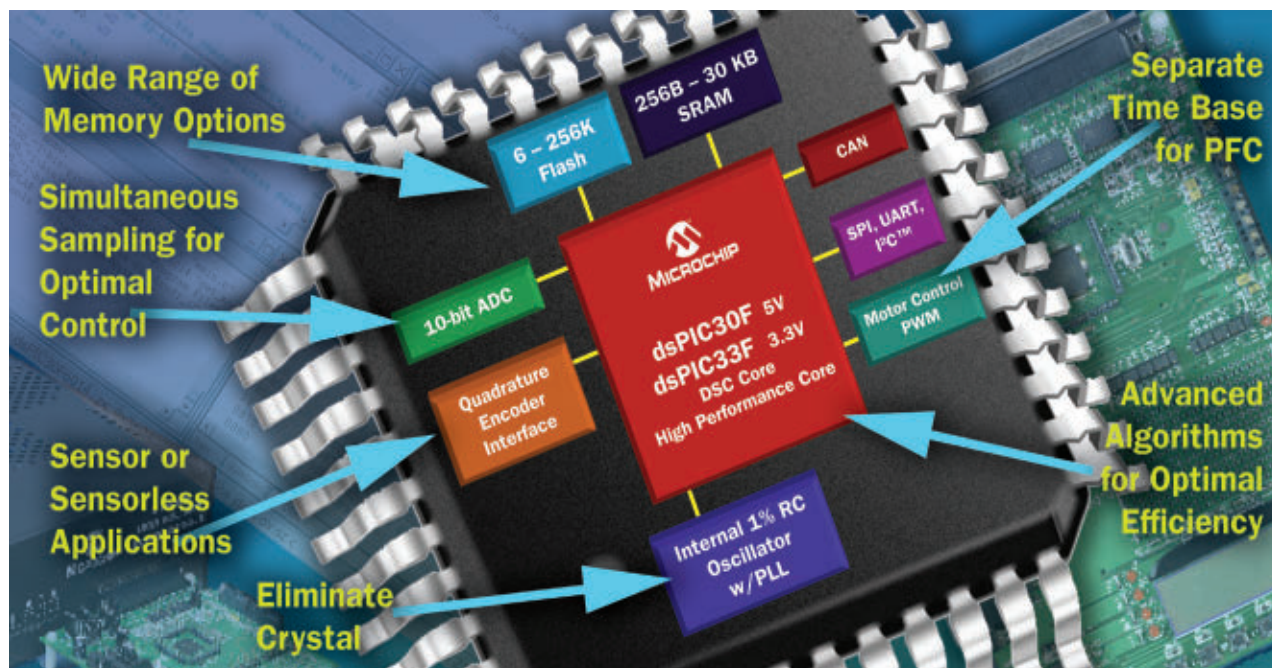 Wide Range of
Memory Options
Simultaneous
Sampling for
Optimal
Control
Sensor or
Sensorless
Applications
Eliminate
Crystal
6 – 256K
Flash
256B – 30 KB
SRAM
CAN
SPI, UART,
I²C™
Motor Control
PWM
10-bit ADC
Quadrature
Encoder
Interface
MICROCHIP
dsPIC30F 5V
dsPIC33F 3.3V
DSC Core
High Performance Core
Internal 1% RC
Oscillator
w/PLL
Separate
Time Base
for PFC
Advanced
Algorithms
for Optimal
Efficiency